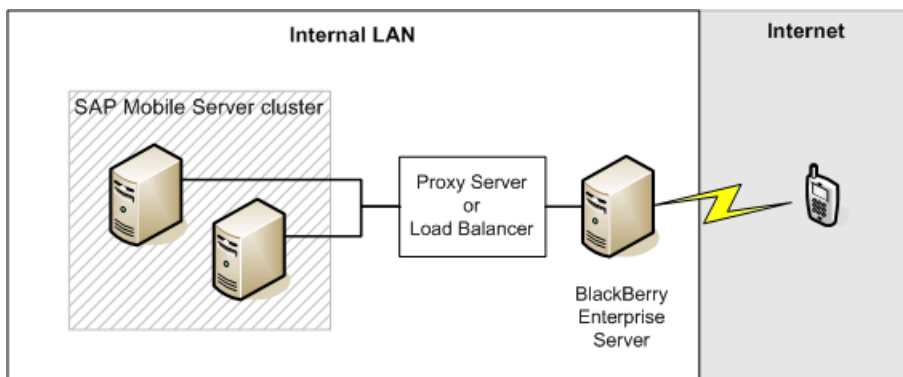 Internal LAN
Internet
SAP Mobile Server cluster
Proxy Server
or
Load Balancer
BlackBerry
Enterprise
Server